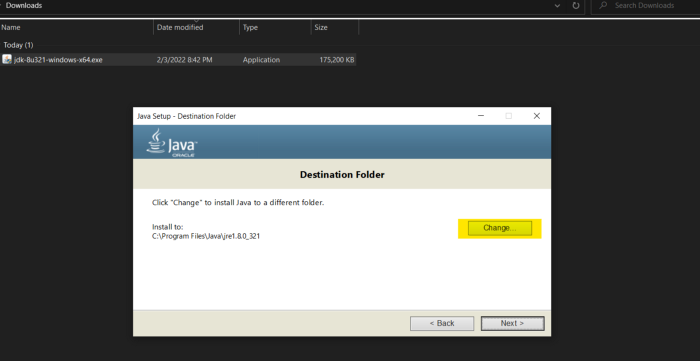 Downloads
Search Downloads
Name Date modified Type Size
Today (1)
jdk-8u321-windows-x64.exe 2/3/2022 8:42 PM Application 175,200 KB
Java Setup - Destination Folder
Java
ORACLE
Destination Folder
Click "Change" to install Java to a different folder.
Install to:
Change...
C:\Program Files\Java\jre1.8.0_321
< Back Next >